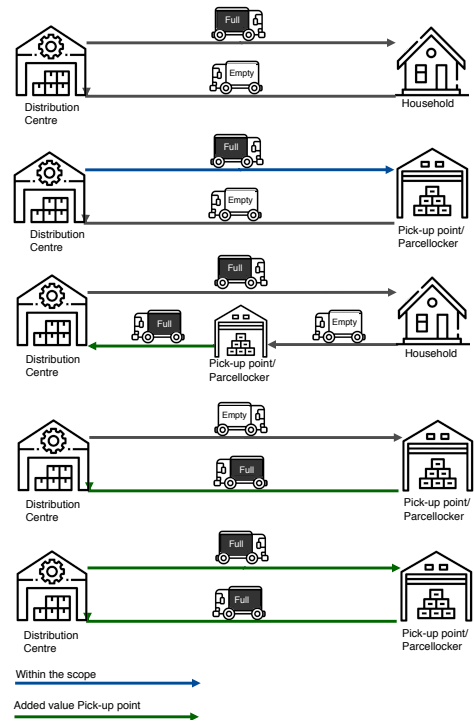 Full
Empty
Distribution
Centre
Household
Full
Empty
Distribution
Centre
Pick-up point/
Parcellocker
Full
Full
Empty
Distribution
Centre
Pick-up point/
Parcellocker
Household
Empty
Full
Distribution
Centre
Pick-up point/
Parcellocker
Full
Full
Distribution
Centre
Pick-up point/
Parcellocker
Within the scope
Added value Pick-up point